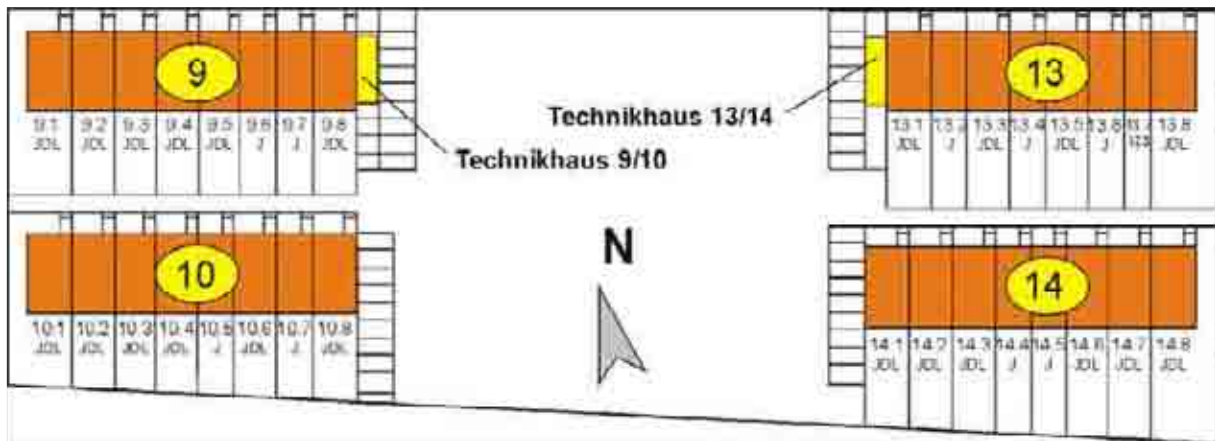 9
13
9.1 9.2 9.3 9.4 9.5 9.6 9.7 9.8
JDL JDL JDL JDL JDL J J JDL
Technikhaus 13/14
Technikhaus 9/10
13.1 13.2 13.3 13.4 13.5 13.6 13.8
JDL J JDL J JDL J JDL
N
10
14
10.1 10.2 10.3 10.4 10.5 10.6 10.7 10.8
JDL JDL JDL JDL J JDL J JDL
14.1 14.2 14.3 14.4 14.5 14.6 14.7 14.8
JDL JDL JDL J J JDL JDL JDL